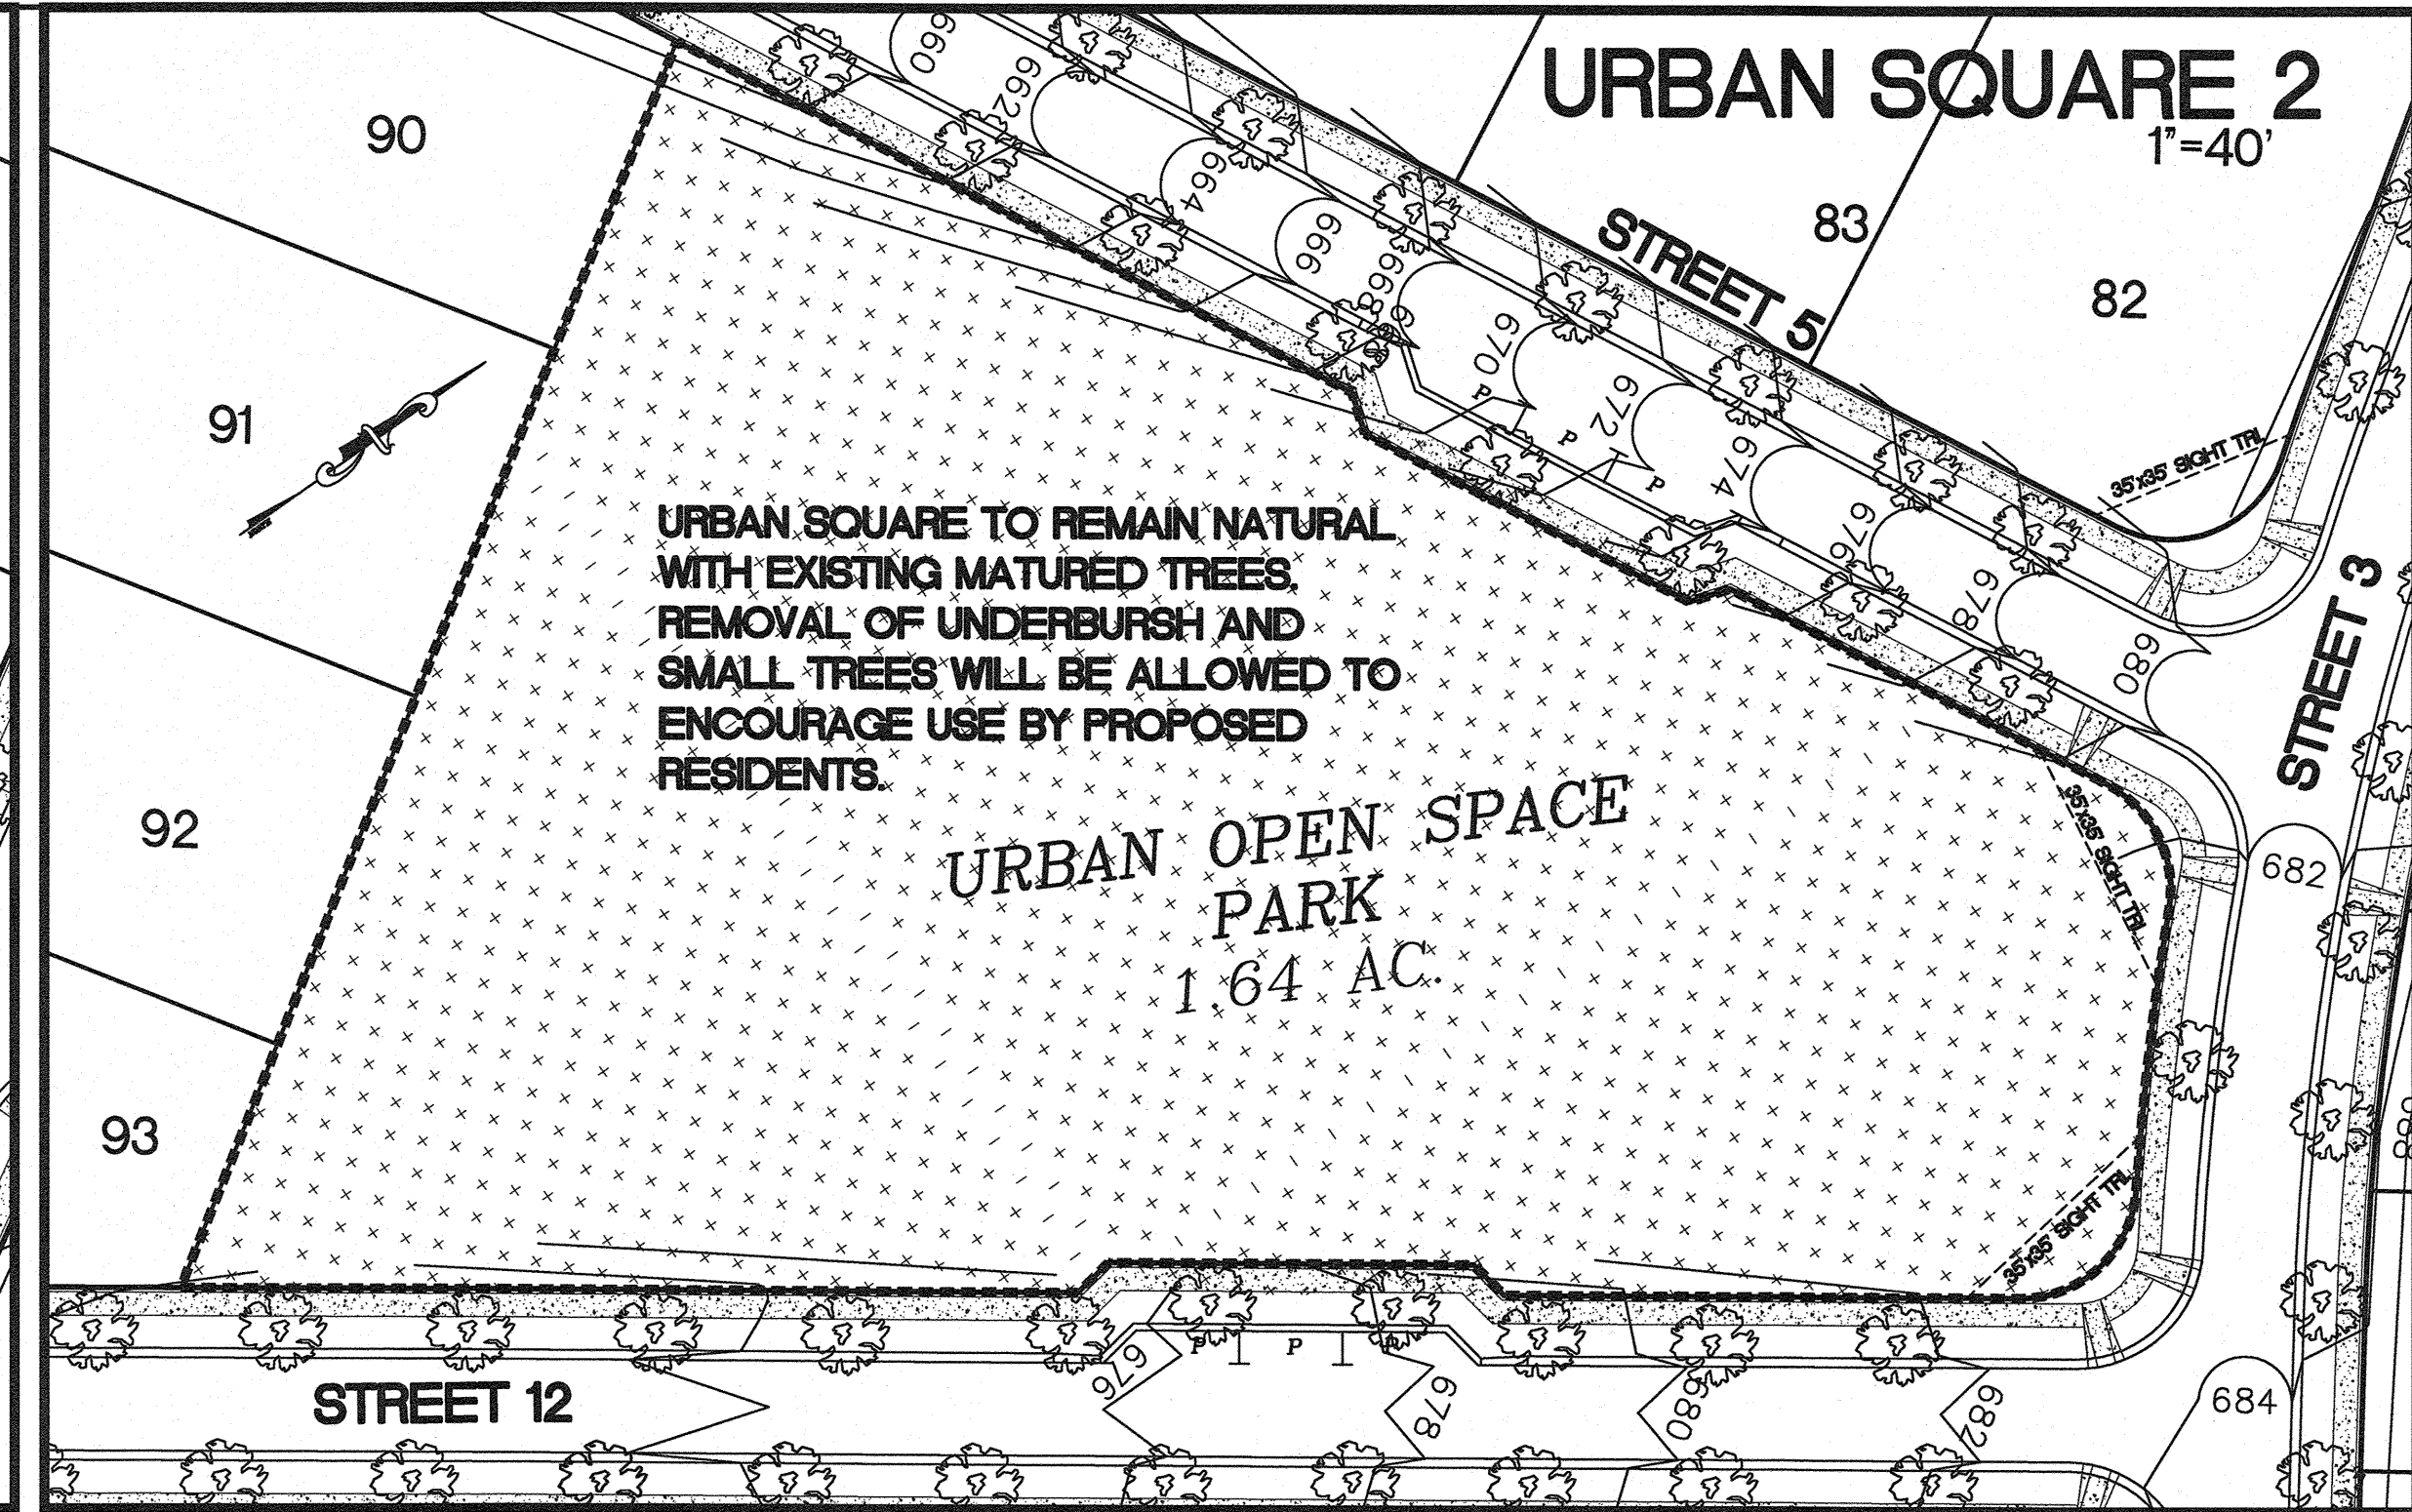 URBAN SQUARE 2
1"=40'
90
91
92
93
83
82
660
662
664
666
668
668
670
672
674
676
678
680
STREET 5
P
P
P
35'x35' SIGHT TRI.
STREET 3
URBAN SQUARE TO REMAIN NATURAL
WITH EXISTING MATURED TREES.
REMOVAL OF UNDERBURSH AND
SMALL TREES WILL BE ALLOWED TO
ENCOURAGE USE BY PROPOSED
RESIDENTS.
URBAN OPEN SPACE
PARK
1.64 AC.
35'x35' SIGHT TRI.
682
35'x35' SIGHT TRI.
P
P
P
STREET 12
676
678
680
682
684